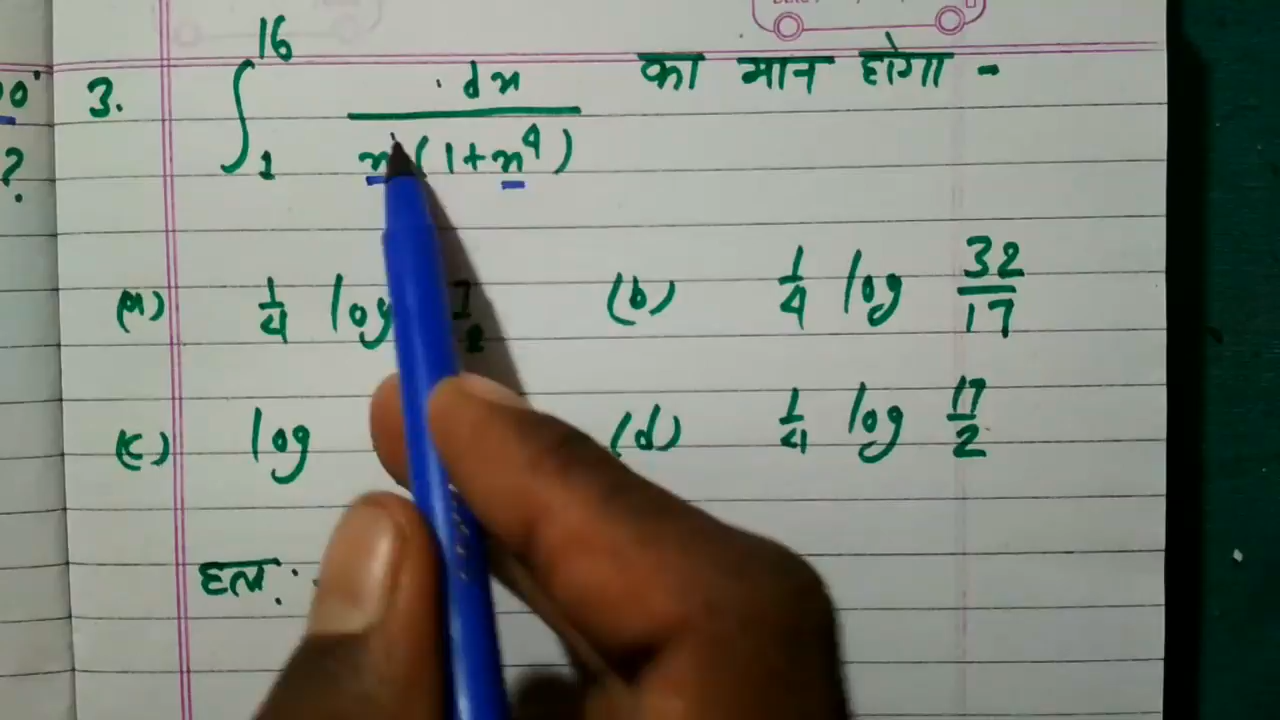 0°
?
3. ∫₁¹⁶ dx / x(1+x⁴) का मान होगा -
(a) 1/4 log (b) 1/4 log 32/17
(c) log (d) 1/4 log 17/2
हल:-